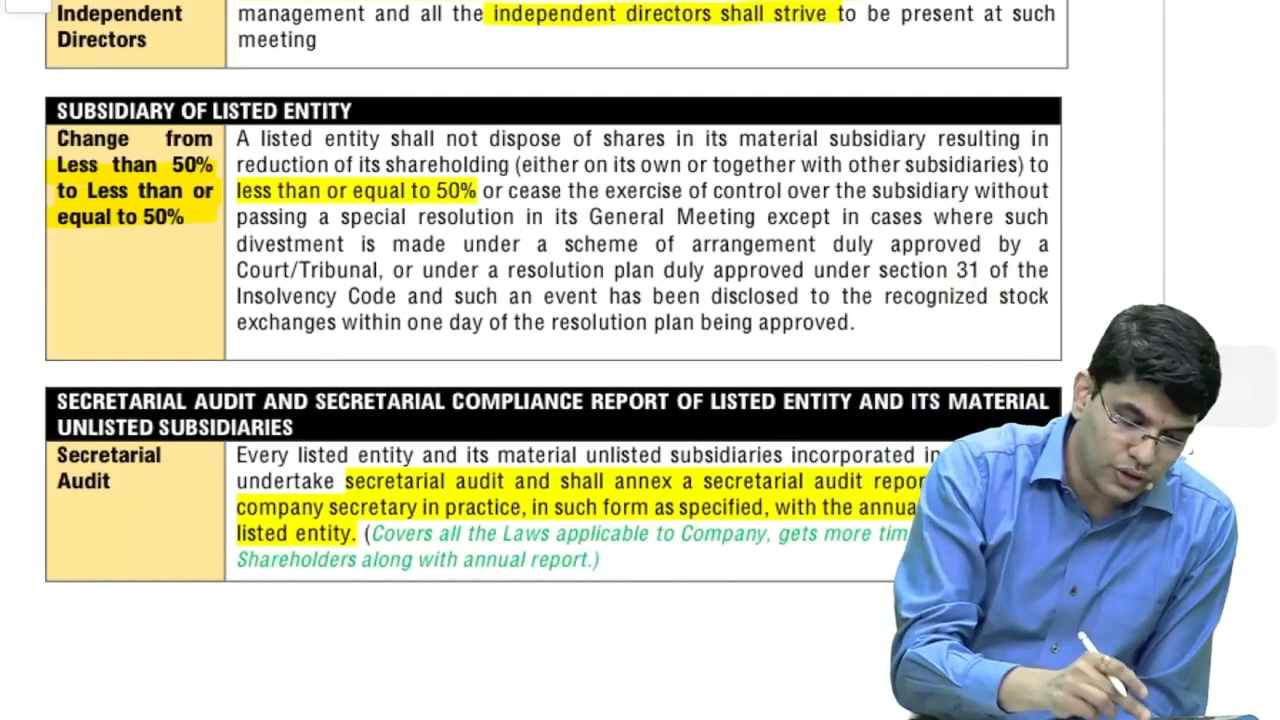 Independent
Directors
management and all the independent directors shall strive to be present at such
meeting
SUBSIDIARY OF LISTED ENTITY
Change from
Less than 50%
to Less than or
equal to 50%
A listed entity shall not dispose of shares in its material subsidiary resulting in
reduction of its shareholding (either on its own or together with other subsidiaries) to
less than or equal to 50% or cease the exercise of control over the subsidiary without
passing a special resolution in its General Meeting except in cases where such
divestment is made under a scheme of arrangement duly approved by a
Court/Tribunal, or under a resolution plan duly approved under section 31 of the
Insolvency Code and such an event has been disclosed to the recognized stock
exchanges within one day of the resolution plan being approved.
SECRETARIAL AUDIT AND SECRETARIAL COMPLIANCE REPORT OF LISTED ENTITY AND ITS MATERIAL
UNLISTED SUBSIDIARIES
Secretarial
Audit
Every listed entity and its material unlisted subsidiaries incorporated in
undertake secretarial audit and shall annex a secretarial audit repor
company secretary in practice, in such form as specified, with the annua
listed entity. (Covers all the Laws applicable to Company, gets more tim
Shareholders along with annual report.)